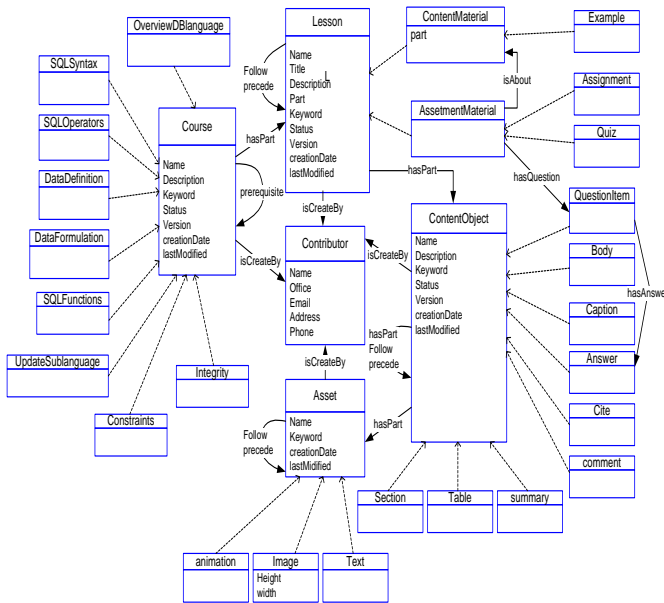 OverviewDBlanguage
SQLSyntax
SQLOperators
DataDefinition
DataFormulation
SQLFunctions
UpdateSublanguage
Constraints
Integrity
Course
Name
Description
Keyword
Status
Version
creationDate
lastModified
hasPart
prerequisite
isCreateBy
Lesson
Name
Title
Description
Part
Keyword
Status
Version
creationDate
lastModified
Follow
precede
L
isCreateBy
hasPart
ContentMaterial
part
Example
isAbout
AssetmentMaterial
Assignment
Quiz
hasQuestion
QuestionItem
Body
hasAnswe
Caption
Answer
Cite
comment
ContentObject
Name
Description
Keyword
Status
Version
creationDate
lastModified
isCreateBy
hasPart
Follow
precede
hasPart
Contributor
Name
Office
Email
Address
Phone
isCreateBy
Asset
Name
Keyword
creationDate
lastMidified
Follow
precede
Section
Table
summary
animation
Image
Height
width
Text